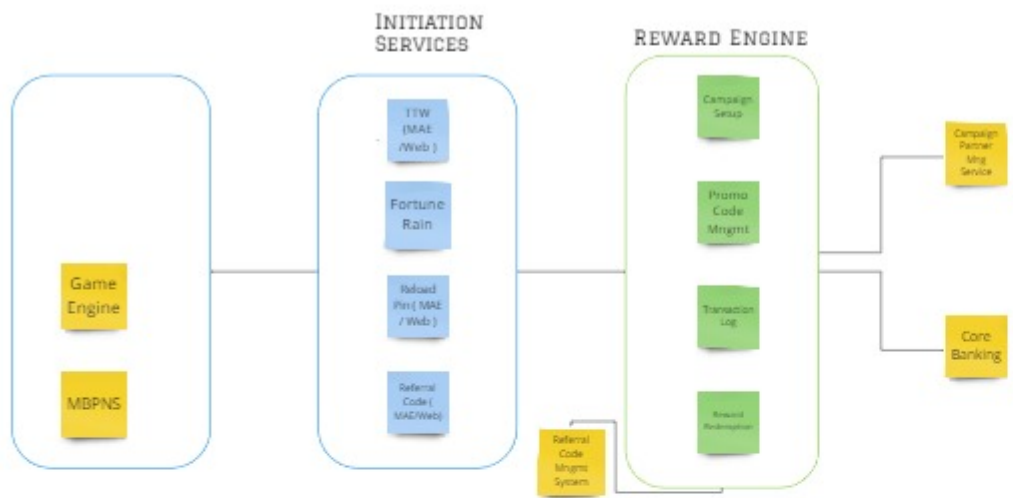 INITIATION
SERVICES
REWARD ENGINE
Game
Engine
MBPNS
TTW
(MAE
/Web )
Fortune
Rain
Reload
Pin ( MAE
/ Web )
Referral
Code (
MAE/Web)
Campaign
Setup
Promo
Code
Mngmt
Transaction
Log
Reward
Redemption
Referral
Code
Mngms
System
Campaign
Partner
Mng
Service
Core
Banking